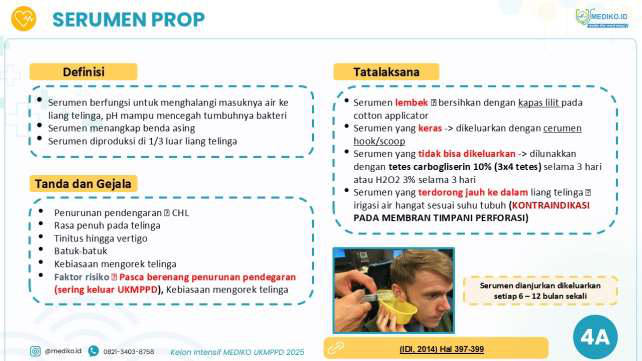 SERUMEN PROP
MEDIKO.ID
Definisi
• Serumen berfungsi untuk menghalangi masuknya air ke
liang telinga, pH mampu mencegah tumbuhnya bakteri
• Serumen menangkap benda asing
• Serumen diproduksi di 1/3 luar liang telinga
Tanda dan Gejala
• Penurunan pendengaran ⍰ CHL
• Rasa penuh pada telinga
• Tinitus hingga vertigo
• Batuk-batuk
• Kebiasaan mengorek telinga
• Faktor risiko ⍰ Pasca berenang penurunan pendegaran
(sering keluar UKMPPD), Kebiasaan mengorek telinga
Tatalaksana
• Serumen lembek ⍰ bersihkan dengan kapas lilit pada
cotton applicator
• Serumen yang keras -> dikeluarkan dengan cerumen
hook/scoop
• Serumen yang tidak bisa dikeluarkan -> dilunakkan
dengan tetes carbogliserin 10% (3x4 tetes) selama 3 hari
atau H2O2 3% selama 3 hari
• Serumen yang terdorong jauh ke dalam liang telinga ⍰
irigasi air hangat sesuai suhu tubuh (KONTRAINDIKASI
PADA MEMBRAN TIMPANI PERFORASI)
Serumen dianjurkan dikeluarkan
setiap 6 – 12 bulan sekali
4A
@mediko.id
0821-3403-8758
Kelan Intensif MEDIKO UKMPPD 2025
(IDI, 2014) Hal 397-399